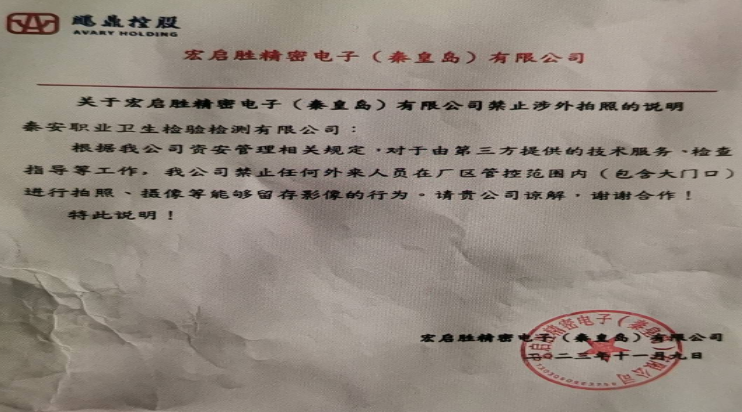 鹏鼎控股
AVARY HOLDING
宏启胜精密电子（秦皇岛）有限公司
关于宏启胜精密电子（秦皇岛）有限公司禁止涉外拍照的说明
泰安职业卫生检验检测有限公司：
根据我公司资安管理相关规定，对于由第三方提供的技术服务、检查
指导等工作，我公司禁止任何外来人员在厂区管控范围内（包含大门口）
进行拍照、摄像等能够留存影像的行为。请贵公司谅解，谢谢合作！
特此说明！
宏启胜精密电子（秦皇岛）有限公司
二〇二三年十一月九日